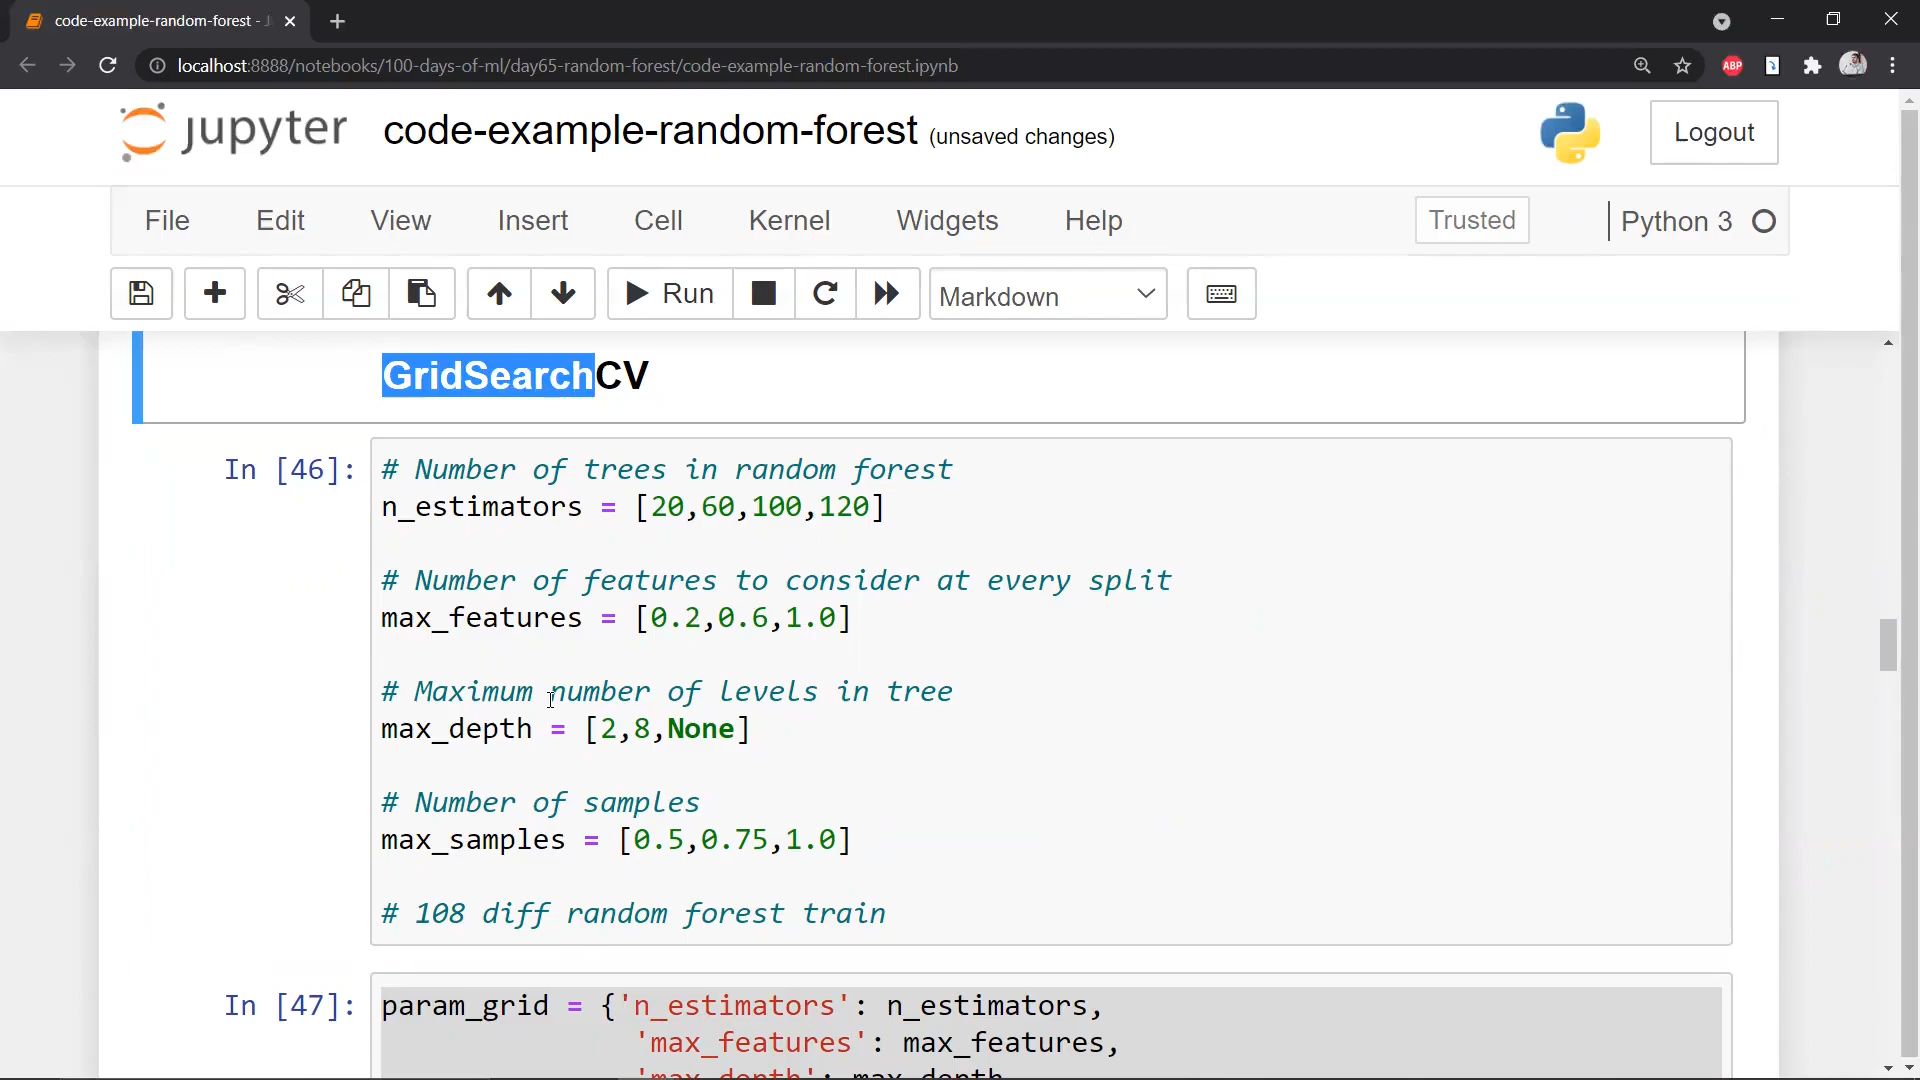 code-example-random-forest - J
localhost:8888/notebooks/100-days-of-ml/day65-random-forest/code-example-random-forest.ipynb
ABP
jupyter code-example-random-forest (unsaved changes)
Logout
File Edit View Insert Cell Kernel Widgets Help Trusted Python 3
Run Markdown
GridSearchCV
In [46]: # Number of trees in random forest
n_estimators = [20,60,100,120]
# Number of features to consider at every split
max_features = [0.2,0.6,1.0]
# Maximum number of levels in tree
max_depth = [2,8,None]
# Number of samples
max_samples = [0.5,0.75,1.0]
# 108 diff random forest train
In [47]: param_grid = {'n_estimators': n_estimators,
'max_features': max_features,
'max_depth': max_depth